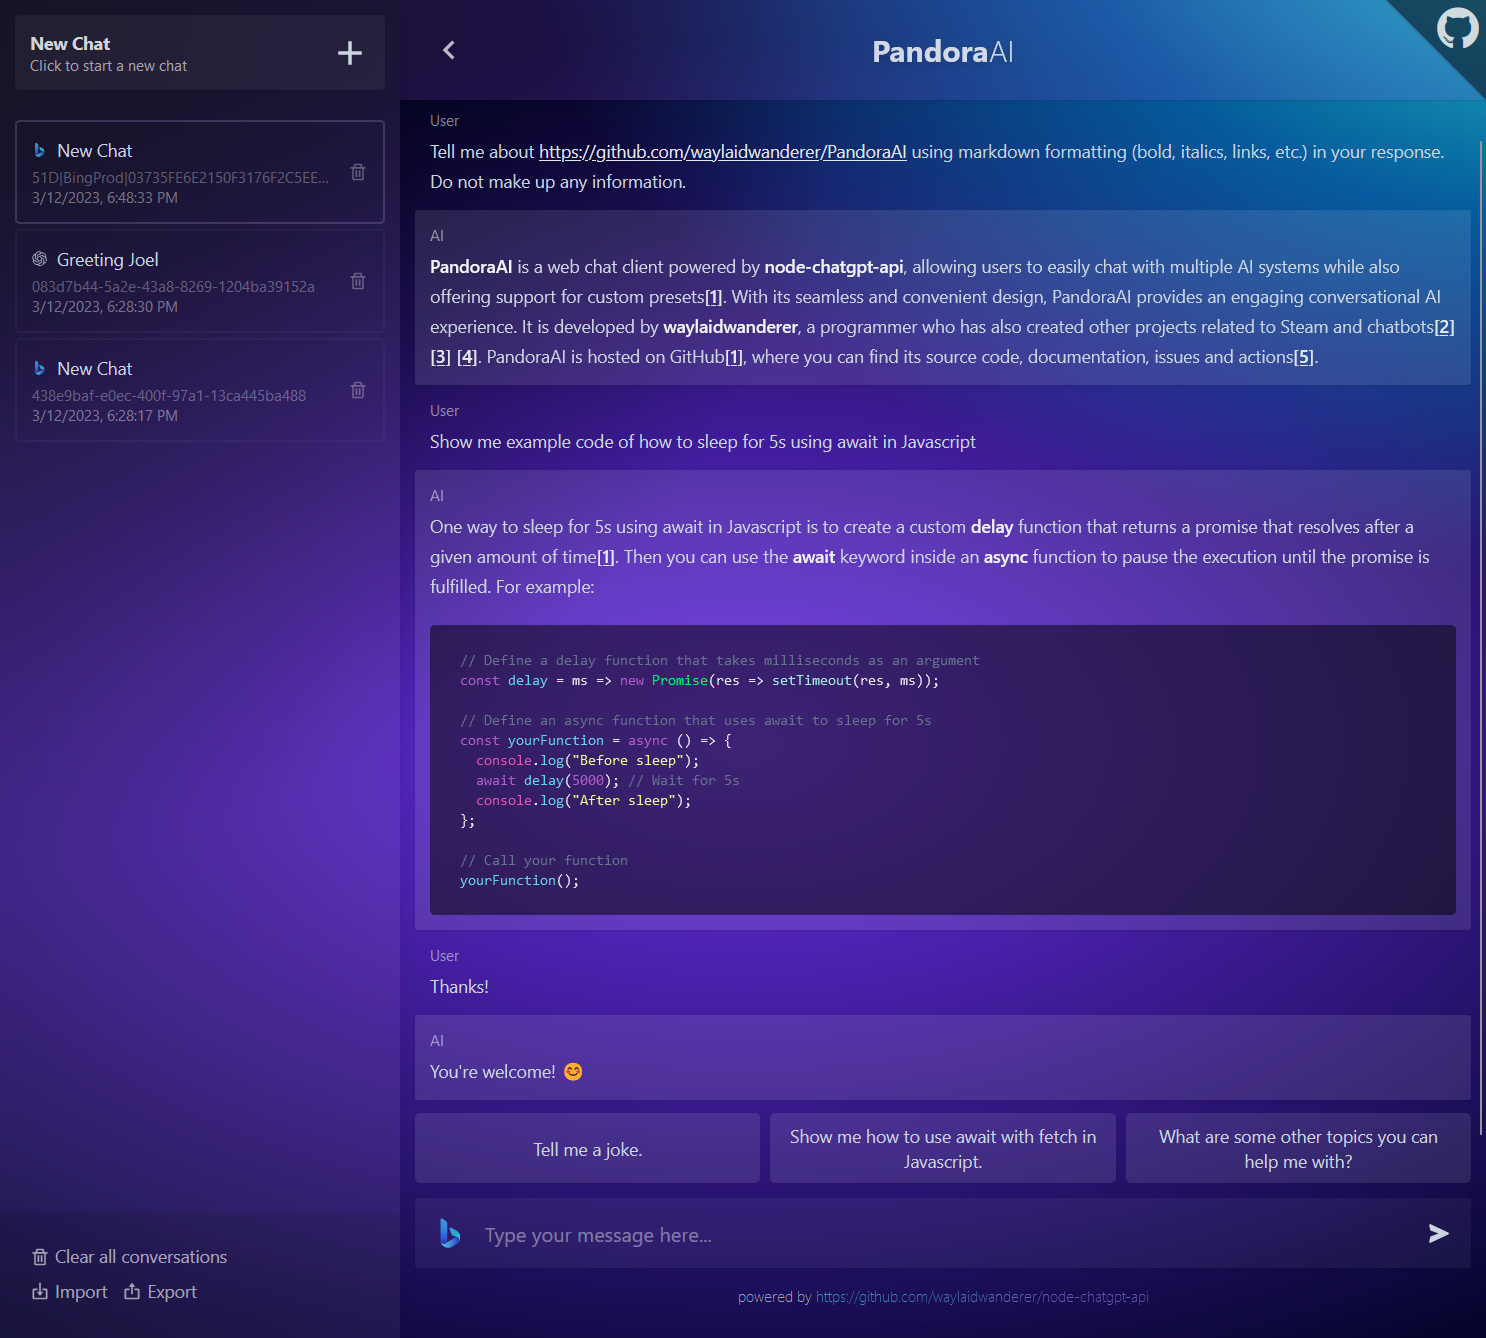 New Chat
Click to start a new chat
New Chat
51D|BingProd|03735FE6E2150F3176F2C5EE...
3/12/2023, 6:48:33 PM
Greeting Joel
083d7b44-5a2e-43a8-8269-1204ba39152a
3/12/2023, 6:28:30 PM
New Chat
438e9baf-e0ec-400f-97a1-13ca445ba488
3/12/2023, 6:28:17 PM
Clear all conversations
Import Export
PandoraAI
User
Tell me about https://github.com/waylaidwanderer/PandoraAI using markdown formatting (bold, italics, links, etc.) in your response.
Do not make up any information.
AI
PandoraAI is a web chat client powered by node-chatgpt-api, allowing users to easily chat with multiple AI systems while also
offering support for custom presets[1]. With its seamless and convenient design, PandoraAI provides an engaging conversational AI
experience. It is developed by waylaidwanderer, a programmer who has also created other projects related to Steam and chatbots[2]
[3] [4]. PandoraAI is hosted on GitHub[1], where you can find its source code, documentation, issues and actions[5].
User
Show me example code of how to sleep for 5s using await in Javascript
AI
One way to sleep for 5s using await in Javascript is to create a custom delay function that returns a promise that resolves after a
given amount of time[1]. Then you can use the await keyword inside an async function to pause the execution until the promise is
fulfilled. For example:
// Define a delay function that takes milliseconds as an argument
const delay = ms => new Promise(res => setTimeout(res, ms));
// Define an async function that uses await to sleep for 5s
const yourFunction = async () => {
  console.log("Before sleep");
  await delay(5000); // Wait for 5s
  console.log("After sleep");
};
// Call your function
yourFunction();
User
Thanks!
AI
You're welcome! 😊
Tell me a joke.
Show me how to use await with fetch in
Javascript.
What are some other topics you can
help me with?
Type your message here...
powered by https://github.com/waylaidwanderer/node-chatgpt-api